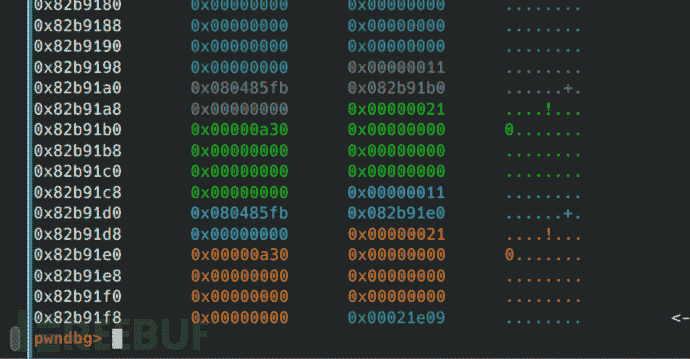 0x82b9180 0x00000000 0x00000000 ........
0x82b9188 0x00000000 0x00000000 ........
0x82b9190 0x00000000 0x00000000 ........
0x82b9198 0x00000000 0x00000011 ........
0x82b91a0 0x080485fb 0x082b91b0 ......+.
0x82b91a8 0x00000000 0x00000021 ....!...
0x82b91b0 0x00000a30 0x00000000 0.......
0x82b91b8 0x00000000 0x00000000 ........
0x82b91c0 0x00000000 0x00000000 ........
0x82b91c8 0x00000000 0x00000011 ........
0x82b91d0 0x080485fb 0x082b91e0 ......+.
0x82b91d8 0x00000000 0x00000021 ....!...
0x82b91e0 0x00000a30 0x00000000 0.......
0x82b91e8 0x00000000 0x00000000 ........
0x82b91f0 0x00000000 0x00000000 ........
0x82b91f8 0x00000000 0x00021e09 ........ <-
pwndbg>
REEBUF